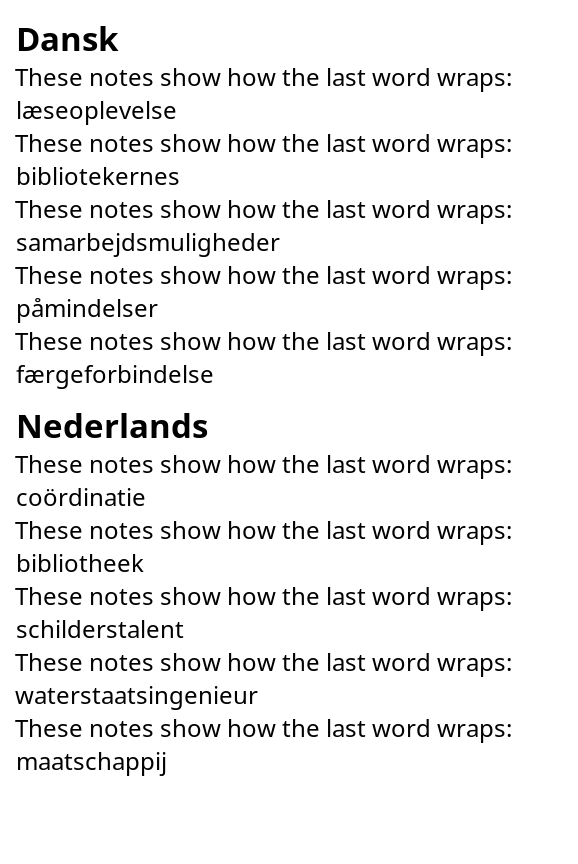 Dansk
These notes show how the last word wraps:
læseoplevelse
These notes show how the last word wraps:
bibliotekernes
These notes show how the last word wraps:
samarbejdsmuligheder
These notes show how the last word wraps:
påmindelser
These notes show how the last word wraps:
færgeforbindelse
Nederlands
These notes show how the last word wraps:
coördinatie
These notes show how the last word wraps:
bibliotheek
These notes show how the last word wraps:
schilderstalent
These notes show how the last word wraps:
waterstaatsingenieur
These notes show how the last word wraps:
maatschappij